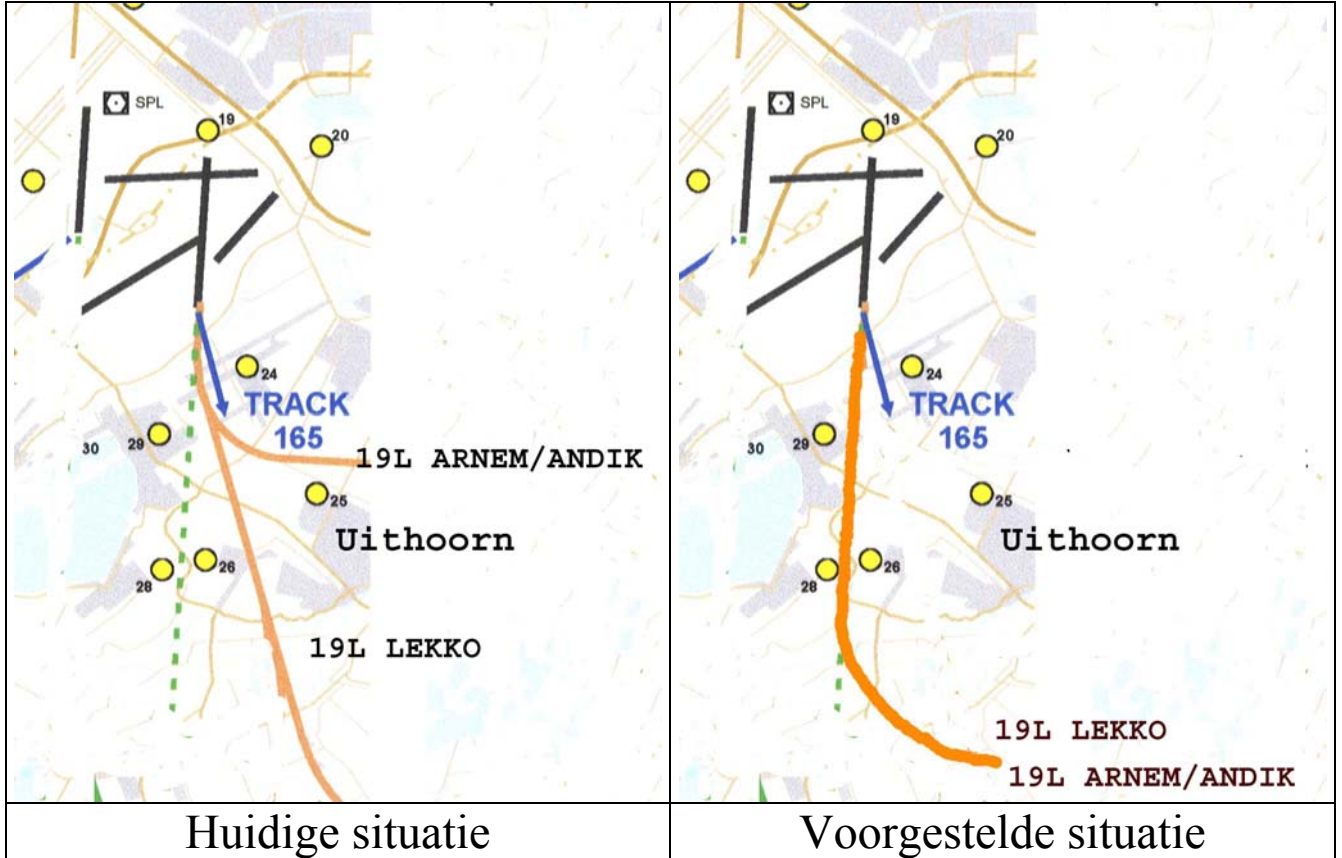 SPL
19
20
24
TRACK
165
29
30
19L ARNEM/ANDIK
25
Uithoorn
26
28
19L LEKKO
Huidige situatie
SPL
19
20
24
TRACK
165
29
30
25
Uithoorn
26
28
19L LEKKO
19L ARNEM/ANDIK
Voorgestelde situatie